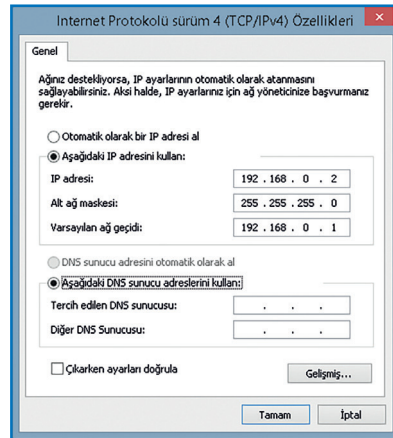 Internet Protokolü sürüm 4 (TCP/IPv4) Özellikleri
Genel
Ağınız destekliyorsa, IP ayarlarının otomatik olarak atanmasını
sağlayabilirsiniz. Aksi halde, IP ayarlarınız için ağ yöneticinize başvurmanız
gerekir.
Otomatik olarak bir IP adresi al
Aşağıdaki IP adresini kullan:
IP adresi: 192 . 168 . 0 . 2
Alt ağ maskesi: 255 . 255 . 255 . 0
Varsayılan ağ geçidi: 192 . 168 . 0 . 1
DNS sunucu adresini otomatik olarak al
Aşağıdaki DNS sunucu adreslerini kullan:
Tercih edilen DNS sunucusu: . . .
Diğer DNS Sunucusu: . . .
Çıkarken ayarları doğrula
Gelişmiş...
Tamam İptal